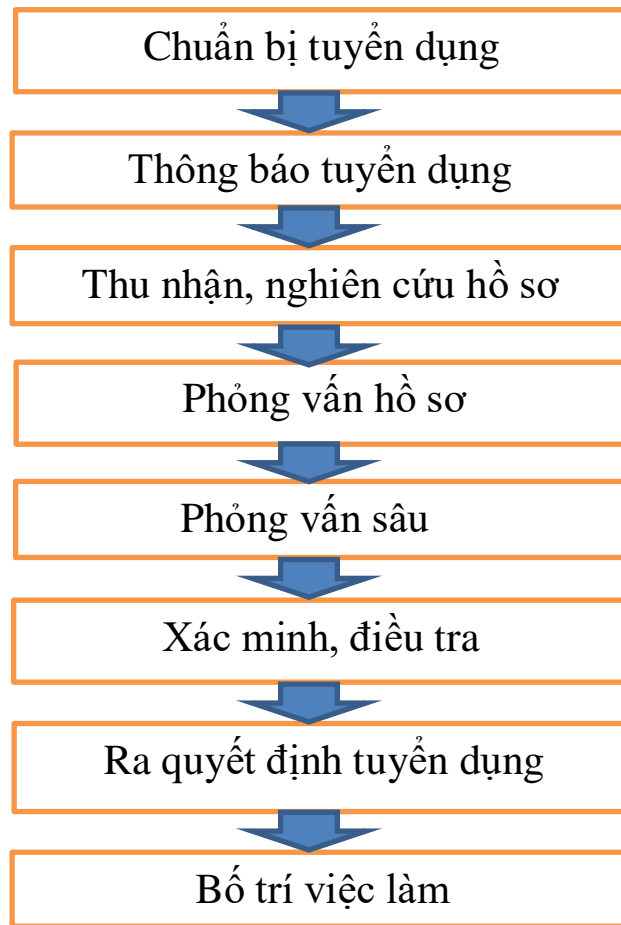 Chuẩn bị tuyển dụng
Thông báo tuyển dụng
Thu nhận, nghiên cứu hồ sơ
Phỏng vấn hồ sơ
Phỏng vấn sâu
Xác minh, điều tra
Ra quyết định tuyển dụng
Bố trí việc làm